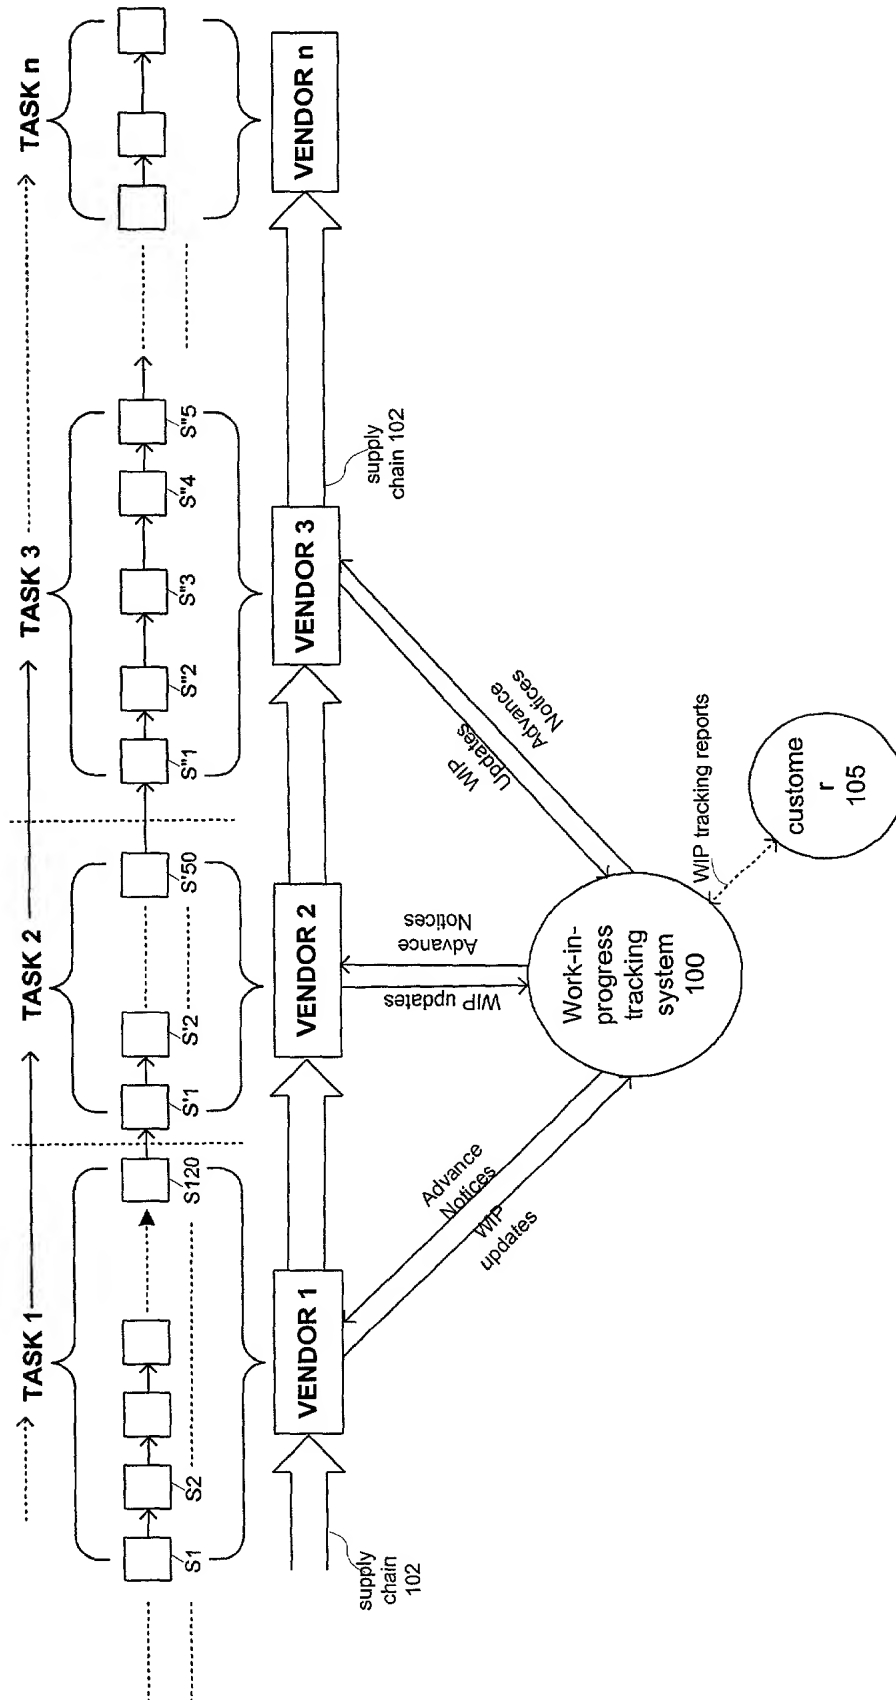 TASK 1
TASK 2
TASK 3
TASK n
S1
S2
S120
S'1
S'2
S'50
S"1
S"2
S"3
S"4
S"5
VENDOR 1
VENDOR 2
VENDOR 3
VENDOR n
supply
chain
102
supply
chain 102
Advance
Notices
WIP
updates
WIP updates
Advance
Notices
WIP
Updates
Advance
Notices
Work-in-
progress
tracking
system
100
WIP tracking reports
custome
r
105